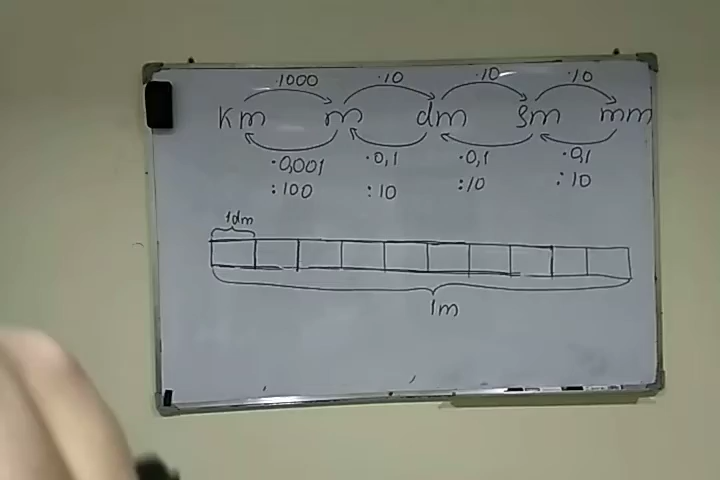 ·1000 ·10 ·10 ·10
km m dm sm mm
·0,001 ·0,1 ·0,1 ·0,1
:100 :10 :10 :10
1dm
1m